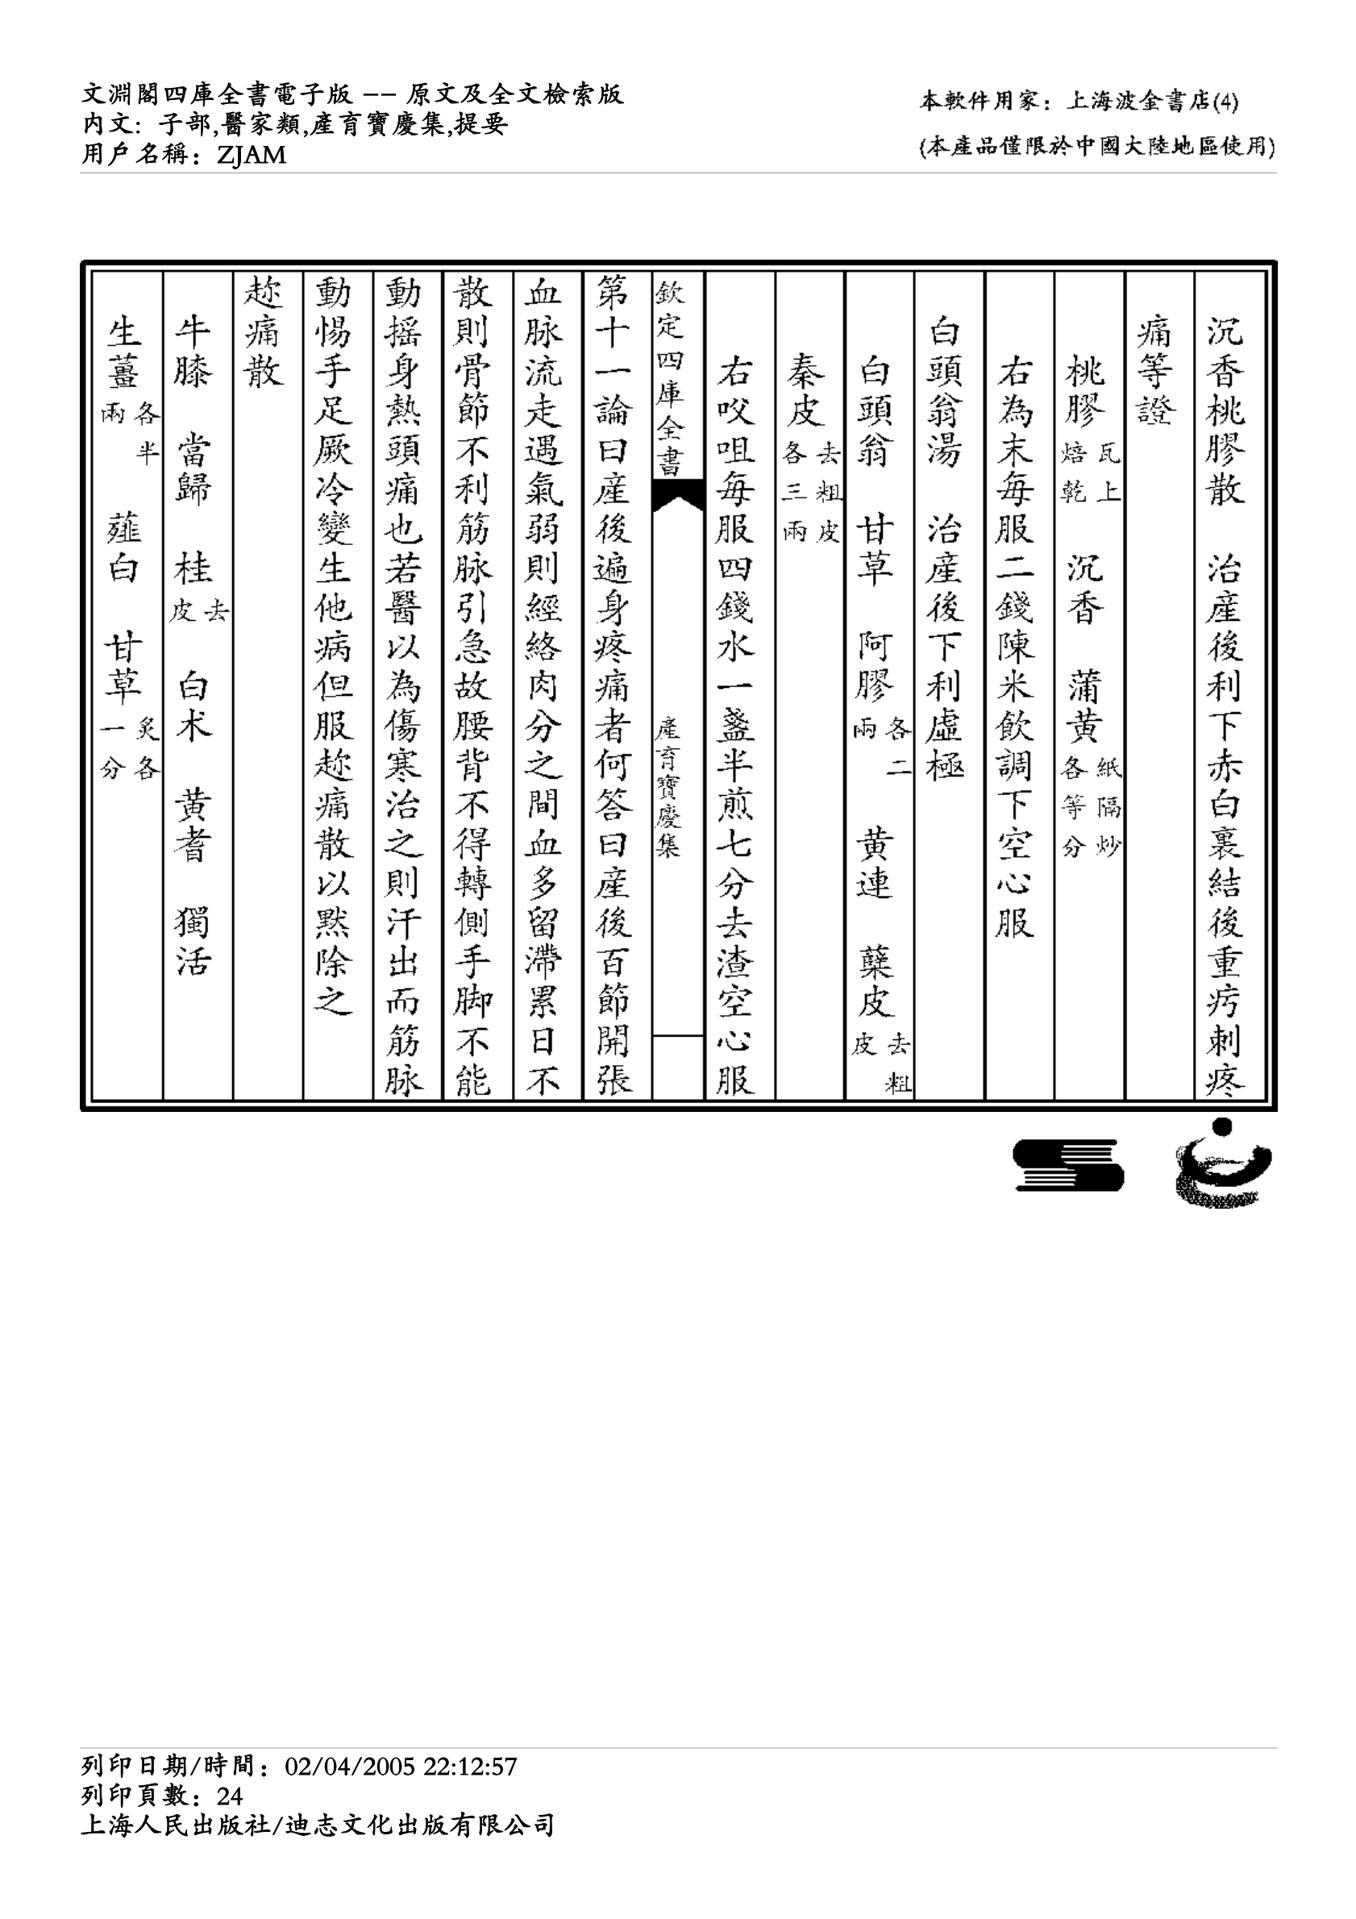 文淵閣四庫全書電子版 —— 原文及全文檢索版
内文：子部,醫家類,産育寶慶集,提要
用戶名稱：ZJAM
本軟件用家：上海波金書店(4)
(本產品僅限於中國大陸地區使用)
沉香桃膠散　治産後利下赤白裏結後重疞刺疼
痛等證
桃膠瓦上焙乾　沉香　蒲黄紙隔炒各等分
右為末每服二錢陳米飲調下空心服
白頭翁湯　治産後下利虚極
白頭翁　甘草　阿膠各二兩　黄連　蘗皮去粗皮
秦皮去粗皮各三兩
右㕮咀每服四錢水一盞半煎七分去渣空心服
欽定四庫全書　産育寶慶集
第十一論曰産後遍身疼痛者何答曰産後百節開張
血脉流走遇氣弱則經絡肉分之間血多留滯累日不
散則骨節不利筋脉引急故腰背不得轉側手脚不能
動摇身熱頭痛也若醫以為傷寒治之則汗出而筋脉
動惕手足厥冷變生他病但服趂痛散以黙除之
趂痛散
牛膝　當歸　桂去皮　白术　黄耆　獨活
生薑各半兩　薤白　甘草炙各一分
列印日期/時間：02/04/2005 22:12:57
列印頁數：24
上海人民出版社/迪志文化出版有限公司